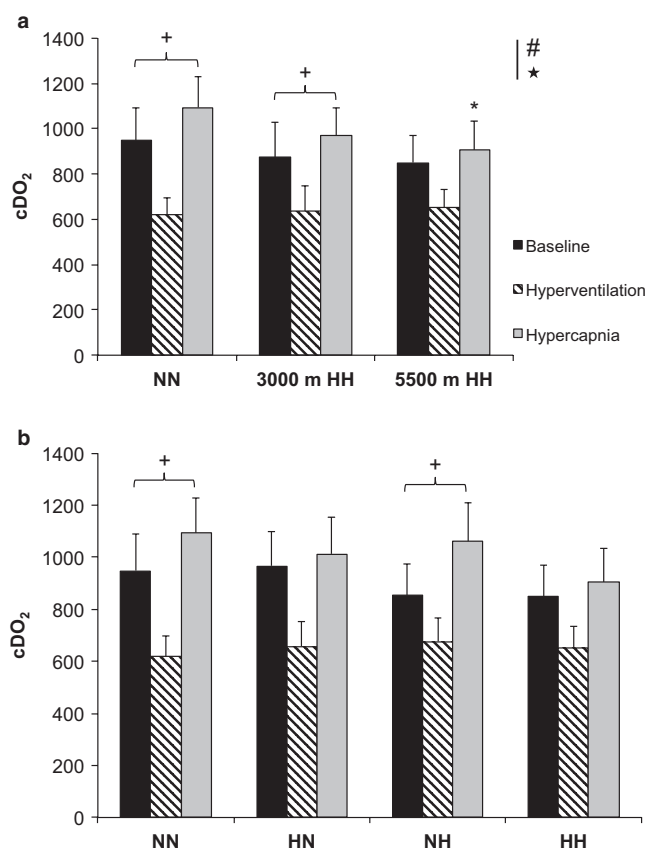 a
1400
1200
1000
800
600
400
200
0
cDO₂
+
+
*
#
★
Baseline
Hyperventilation
Hypercapnia
NN 3000 m HH 5500 m HH
b
1400
1200
1000
800
600
400
200
0
cDO₂
+
+
NN HN NH HH